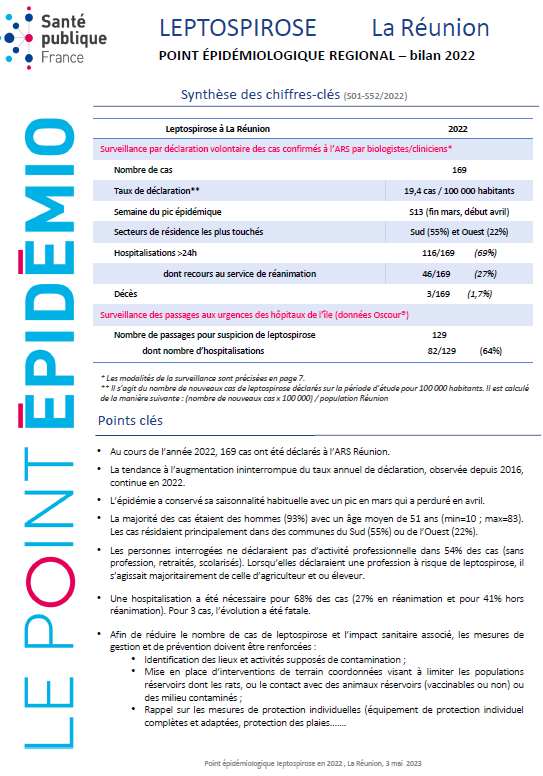 Santé
publique
France
LEPTOSPIROSE La Réunion
POINT ÉPIDÉMIOLOGIQUE REGIONAL – bilan 2022
Synthèse des chiffres-clés (S01-S52/2022)
Leptospirose à La Réunion 2022
Surveillance par déclaration volontaire des cas confirmés à l'ARS par biologistes/cliniciens*
Nombre de cas 169
Taux de déclaration** 19,4 cas / 100 000 habitants
Semaine du pic épidémique S13 (fin mars, début avril)
Secteurs de résidence les plus touchés Sud (55%) et Ouest (22%)
Hospitalisations >24h 116/169 (69%)
dont recours au service de réanimation 46/169 (27%)
Décès 3/169 (1,7%)
Surveillance des passages aux urgences des hôpitaux de l'île (données Oscour®)
Nombre de passages pour suspicion de leptospirose 129
dont nombre d'hospitalisations 82/129 (64%)
* Les modalités de la surveillance sont précisées en page 7.
** Il s'agit du nombre de nouveaux cas de leptospirose déclarés sur la période d'étude pour 100 000 habitants. Il est calculé
de la manière suivante : (nombre de nouveaux cas x 100 000) / population Réunion
Points clés
• Au cours de l'année 2022, 169 cas ont été déclarés à l'ARS Réunion.
• La tendance à l'augmentation ininterrompue du taux annuel de déclaration, observée depuis 2016,
continue en 2022.
• L'épidémie a conservé sa saisonnalité habituelle avec un pic en mars qui a perduré en avril.
• La majorité des cas étaient des hommes (93%) avec un âge moyen de 51 ans (min=10 ; max=83).
Les cas résidaient principalement dans des communes du Sud (55%) ou de l'Ouest (22%).
• Les personnes interrogées ne déclaraient pas d'activité professionnelle dans 54% des cas (sans
profession, retraités, scolarisés). Lorsqu'elles déclaraient une profession à risque de leptospirose, il
s'agissait majoritairement de celle d'agriculteur et ou éleveur.
• Une hospitalisation a été nécessaire pour 68% des cas (27% en réanimation et pour 41% hors
réanimation). Pour 3 cas, l'évolution a été fatale.
• Afin de réduire le nombre de cas de leptospirose et l'impact sanitaire associé, les mesures de
gestion et de prévention doivent être renforcées :
• Identification des lieux et activités supposés de contamination ;
• Mise en place d'interventions de terrain coordonnées visant à limiter les populations
réservoirs dont les rats, ou le contact avec des animaux réservoirs (vaccinables ou non) ou
des milieu contaminés ;
• Rappel sur les mesures de protection individuelles (équipement de protection individuel
complètes et adaptées, protection des plaies.......
LE POINT ÉPIDÉMIO
Point épidémiologique leptospirose en 2022 , La Réunion, 3 mai 2023